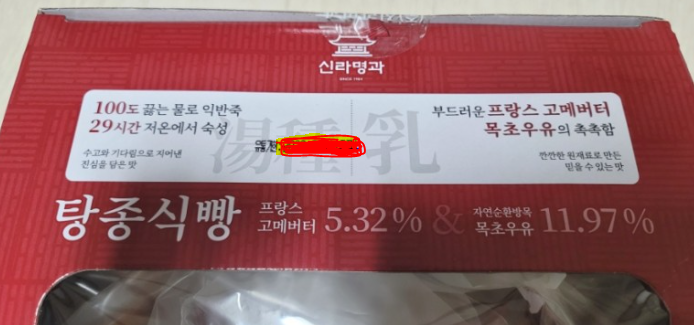 신라명과
SINCE 1984
100도 끓는 물로 익반죽
29시간 저온에서 숙성
수고와 기다림으로 지어낸
진심을 담은 맛
湯種
乳
부드러운 프랑스 고메버터
목초우유의 촉촉함
깐깐한 원재료로 만든
믿을 수 있는 맛
탕종식빵
프랑스
고메버터 5.32% &
자연순환방목
목초우유 11.97%